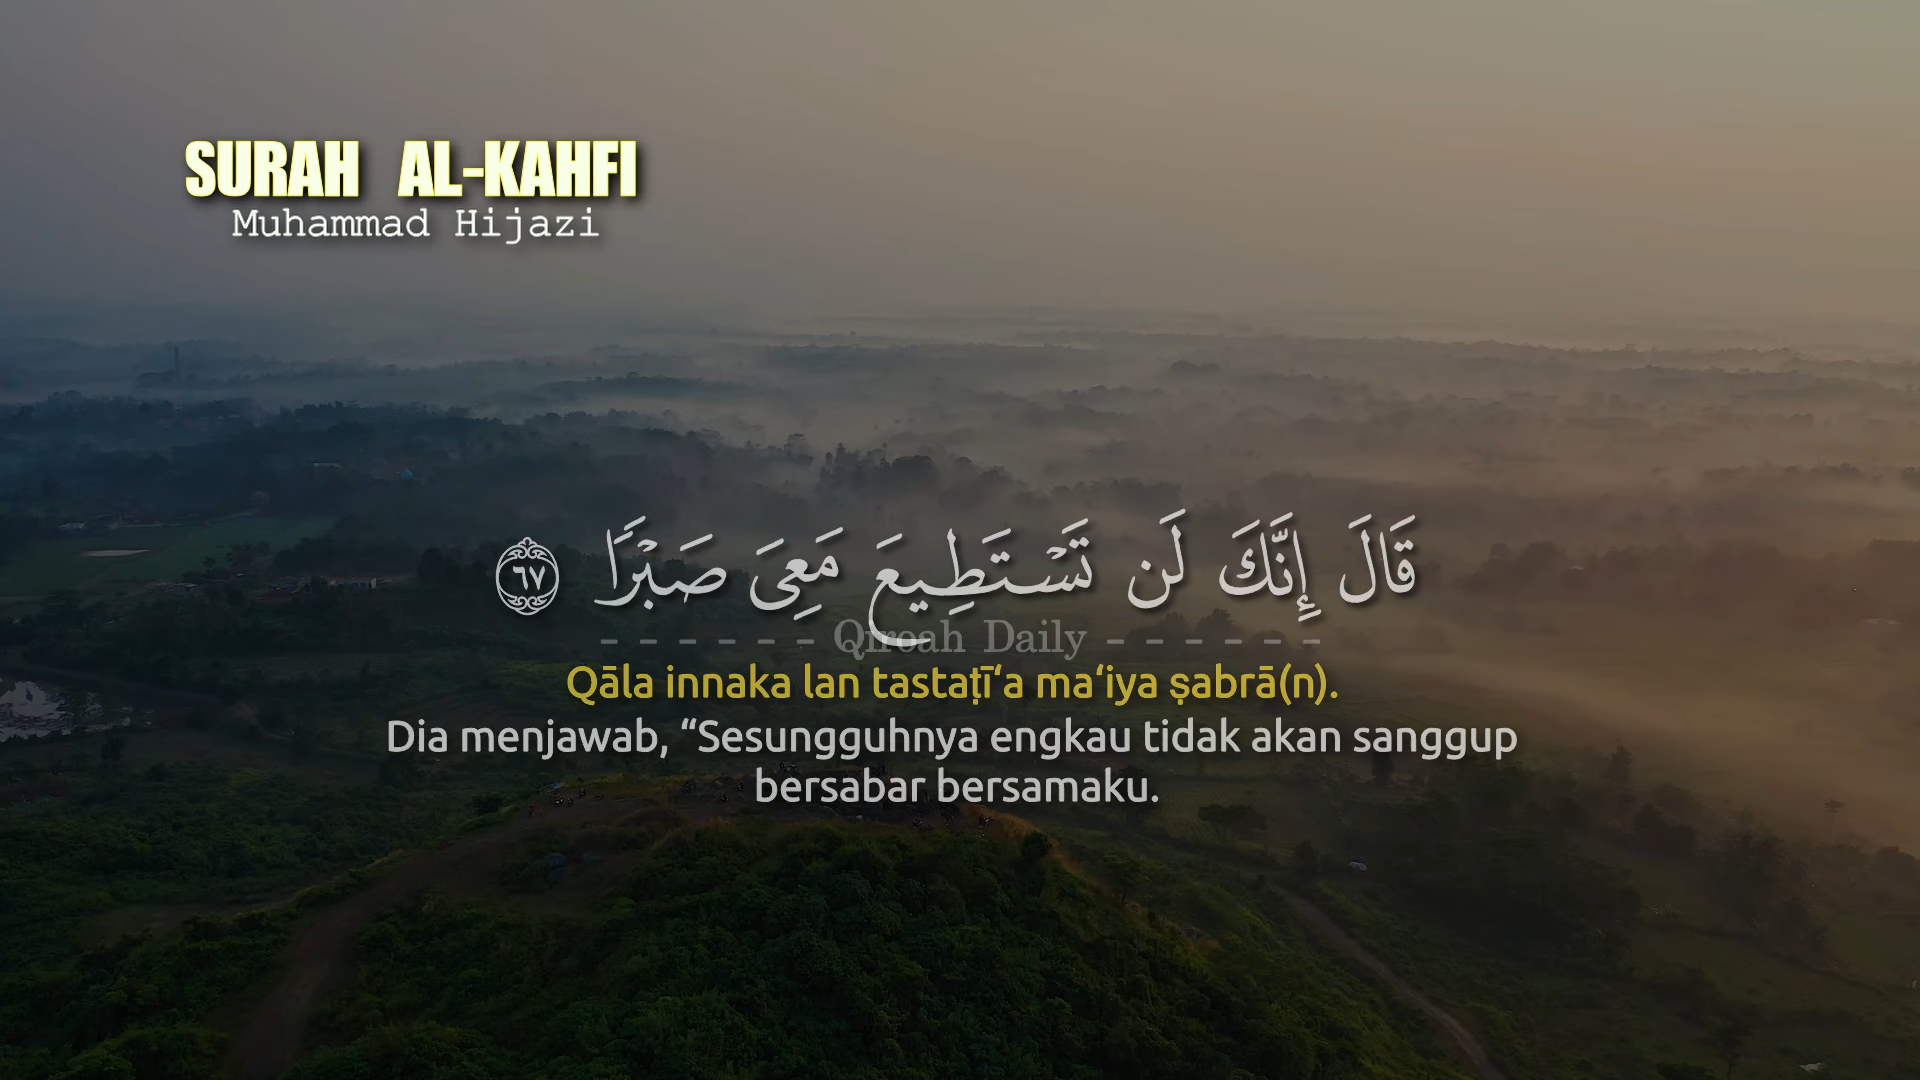 SURAH AL-KAHFI
Muhammad Hijazi
قَالَ إِنَّكَ لَن تَسْتَطِيعَ مَعِىَ صَبْرًا ٦٧
- - - - - - Qiroah Daily - - - - - -
Qāla innaka lan tastaṭī‘a ma‘iya ṣabrā(n).
Dia menjawab, “Sesungguhnya engkau tidak akan sanggup
bersabar bersamaku.